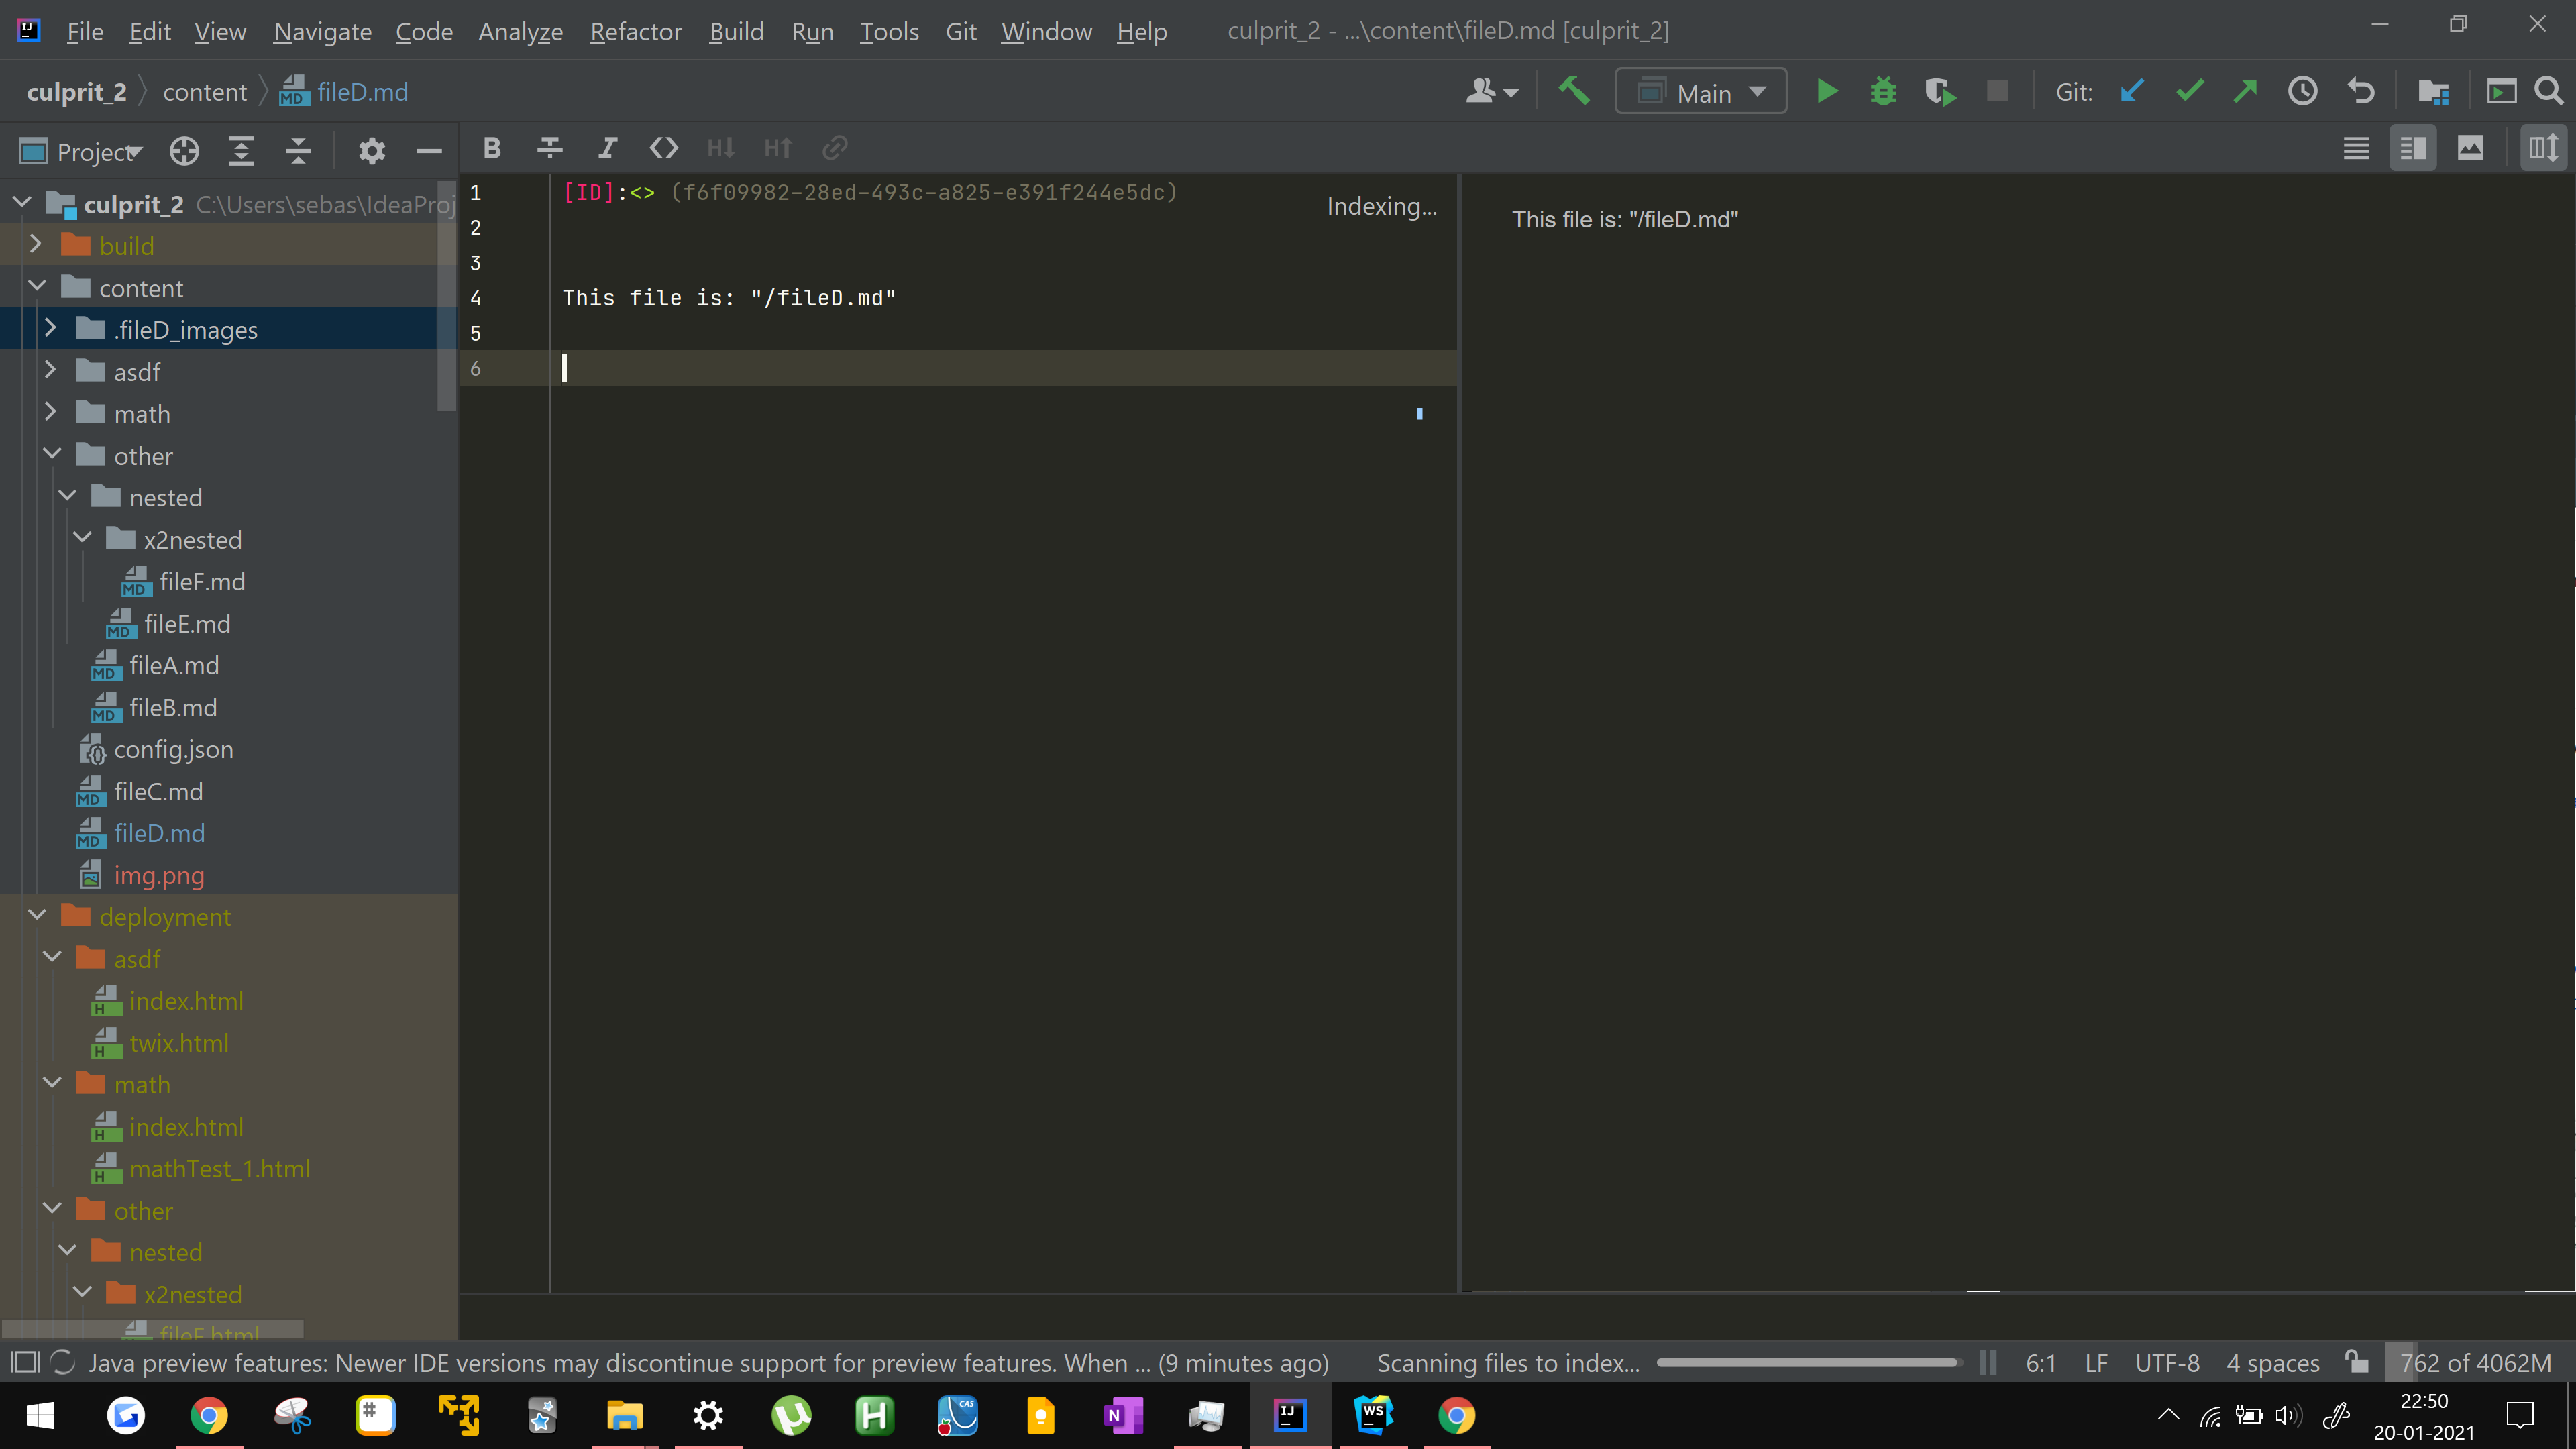 File Edit View Navigate Code Analyze Refactor Build Run Tools Git Window Help culprit_2 - ...\content\fileD.md [culprit_2]
culprit_2 content fileD.md Main Git:
Project
culprit_2 C:\Users\sebas\IdeaProj
build
content
.fileD_images
asdf
math
other
nested
x2nested
fileF.md
fileE.md
fileA.md
fileB.md
config.json
fileC.md
fileD.md
img.png
deployment
asdf
index.html
twix.html
math
index.html
mathTest_1.html
other
nested
x2nested
fileF.html
1 [ID]:<> (f6f09982-28ed-493c-a825-e391f244e5dc)
2
3
4 This file is: "/fileD.md"
5
6
Indexing...
This file is: "/fileD.md"
Java preview features: Newer IDE versions may discontinue support for preview features. When ... (9 minutes ago) Scanning files to index... 6:1 LF UTF-8 4 spaces 762 of 4062M
22:50
20-01-2021